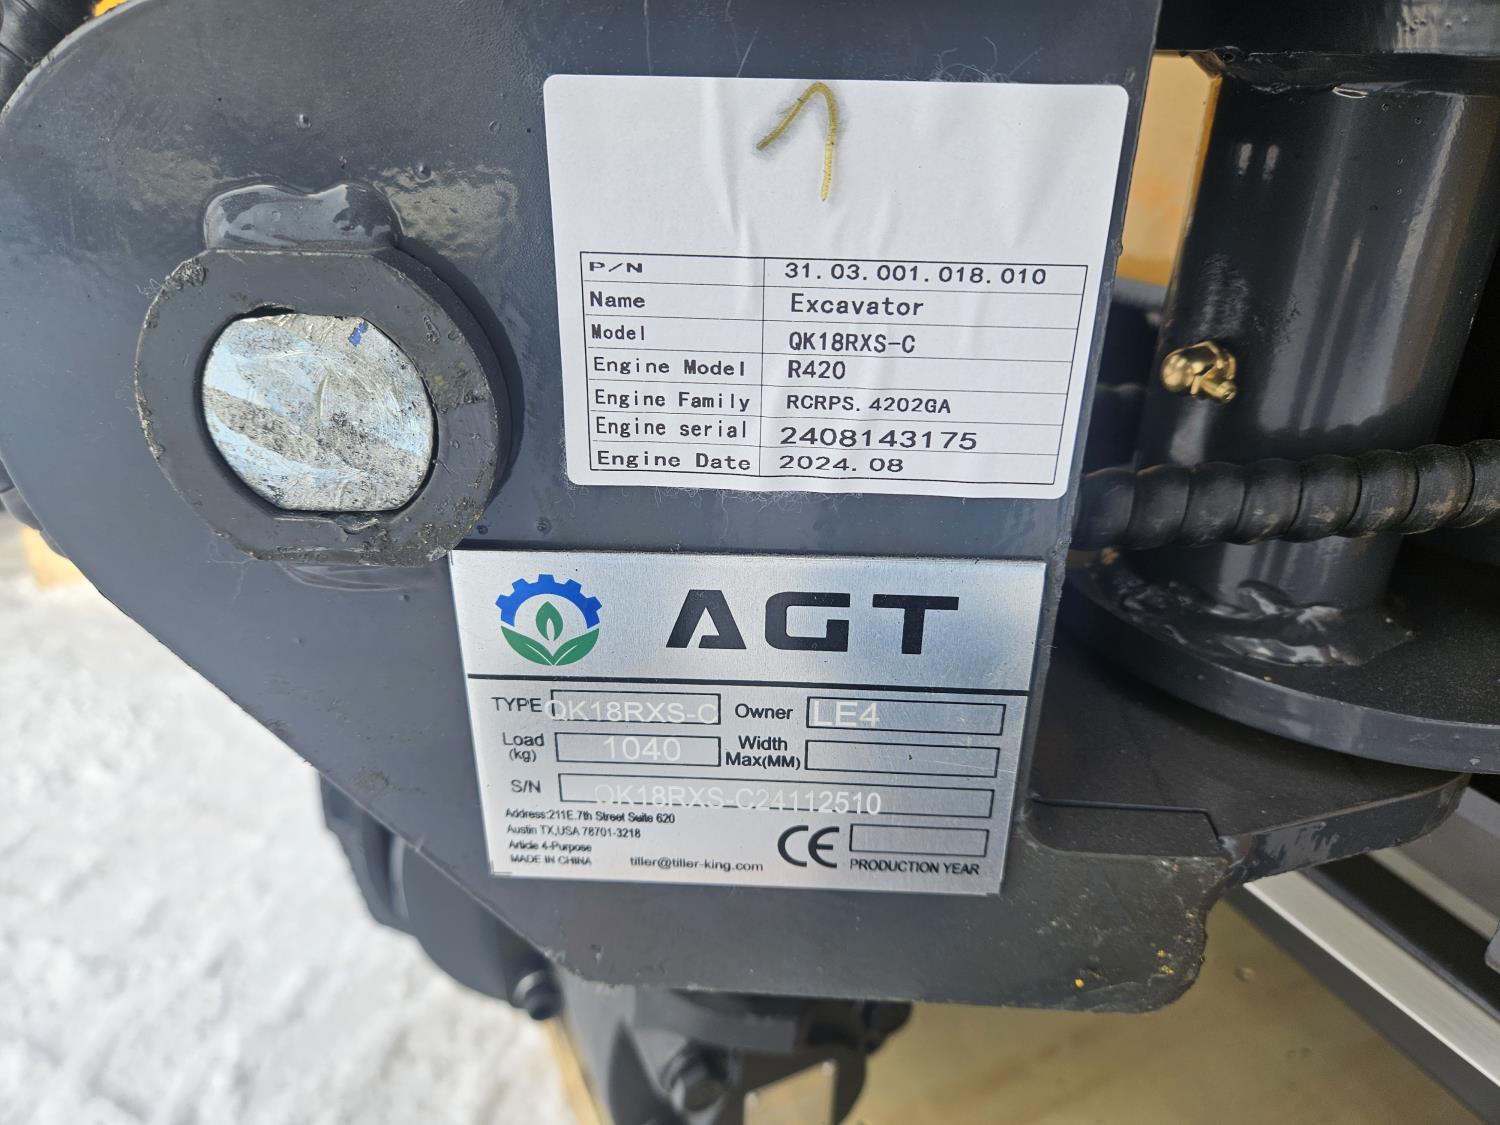 1
P/N 31.03.001.018.010
Name Excavator
Model QK18RXS-C
Engine Model R420
Engine Family RCRPS.4202GA
Engine serial 2408143175
Engine Date 2024.08
AGT
TYPE QK18RXS-C Owner LE4
Load (kg) 1040 Width Max(MM)
S/N QK18RXS-C24112510
Address:211E.7th Street Suite 620
Austin TX,USA 78701-3218
Article 4-Purpose
MADE IN CHINA tiller@tiller-king.com CE PRODUCTION YEAR